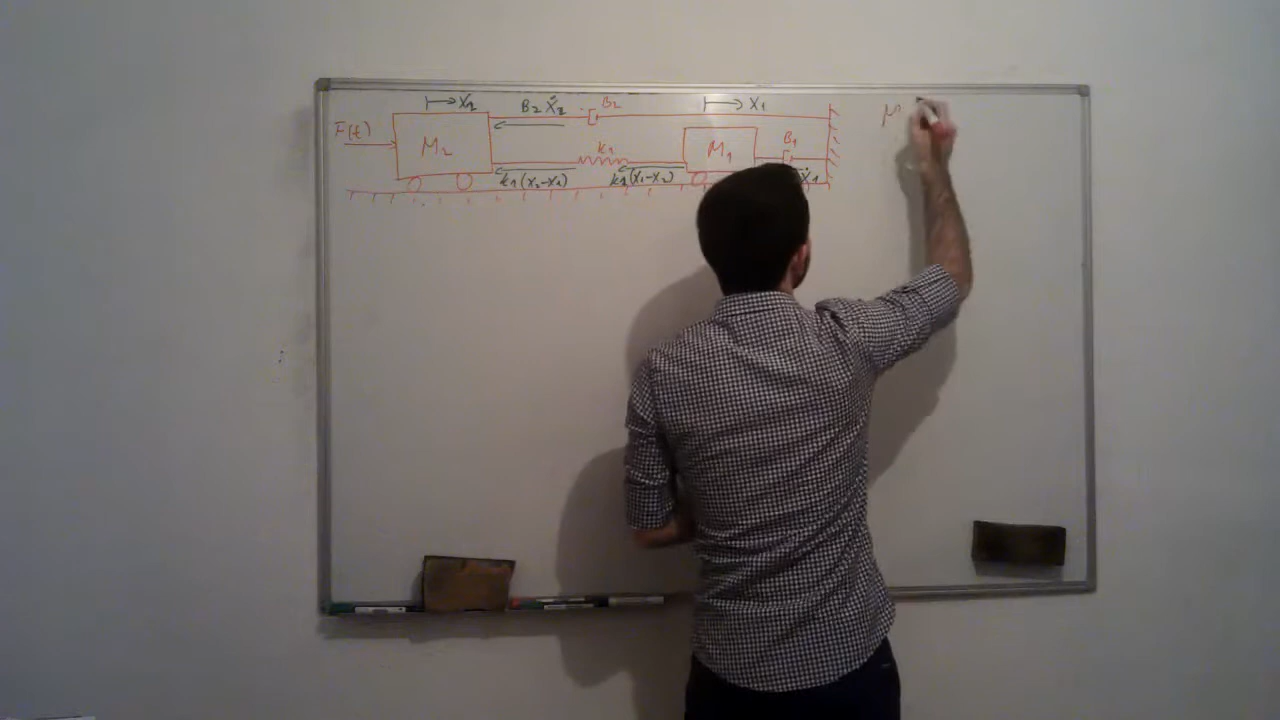 X2 B2 Ẋ2 B2 X1 M
F(t) M2 K1 M1 B1
K1(X2-X1) K1(X1-X2) Ẋ1